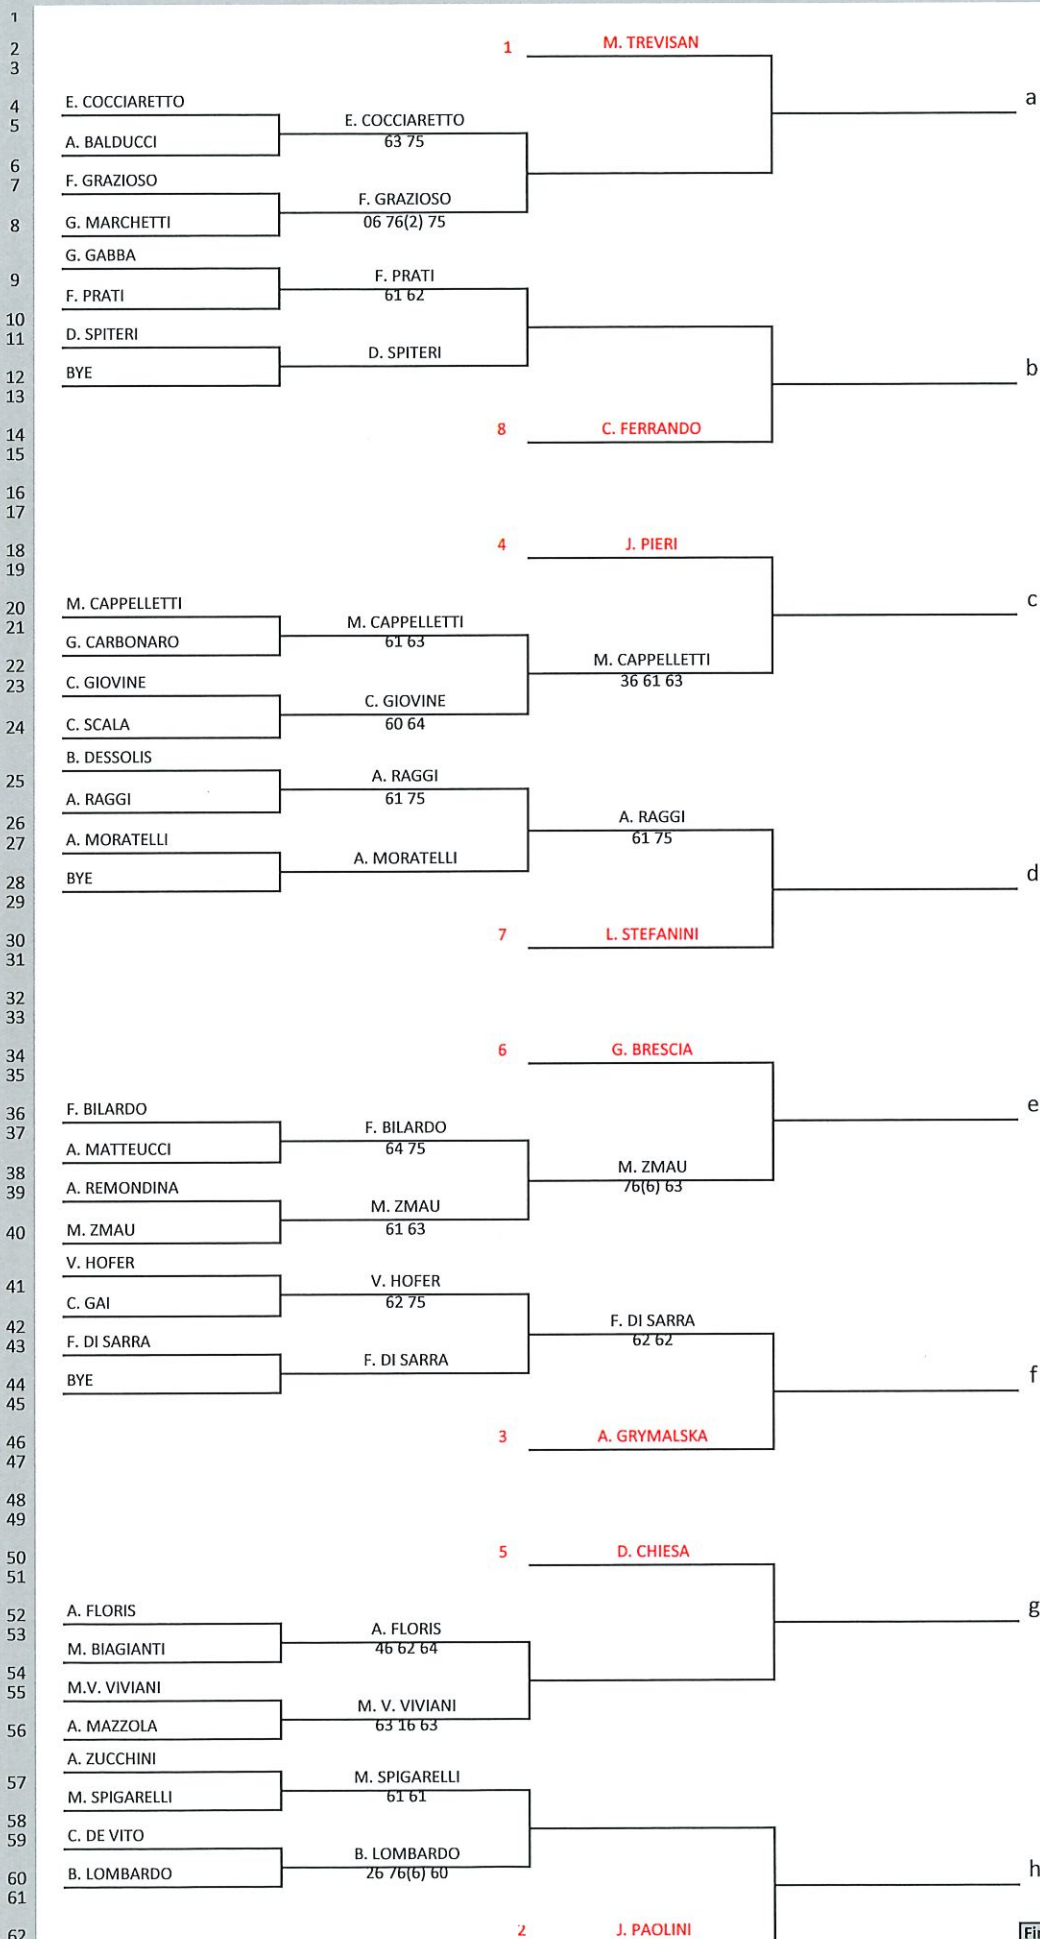 1
2
3
1 M. TREVISAN
a
4
5
E. COCCIARETTO
A. BALDUCCI
E. COCCIARETTO
63 75
6
7
F. GRAZIOSO
8
G. MARCHETTI
F. GRAZIOSO
06 76(2) 75
G. GABBA
9
F. PRATI
F. PRATI
61 62
10
11
D. SPITERI
BYE
D. SPITERI
12
13
b
14
15
8 C. FERRANDO
16
17
18
19
4 J. PIERI
c
20
21
M. CAPPELLETTI
G. CARBONARO
M. CAPPELLETTI
61 63
22
23
C. GIOVINE
24
C. SCALA
C. GIOVINE
60 64
M. CAPPELLETTI
36 61 63
B. DESSOLIS
25
A. RAGGI
A. RAGGI
61 75
26
27
A. MORATELLI
BYE
A. MORATELLI
A. RAGGI
61 75
28
29
d
30
31
7 L. STEFANINI
32
33
34
35
6 G. BRESCIA
e
36
37
F. BILARDO
A. MATTEUCCI
F. BILARDO
64 75
38
39
A. REMONDINA
40
M. ZMAU
M. ZMAU
61 63
M. ZMAU
76(6) 63
V. HOFER
41
C. GAI
V. HOFER
62 75
42
43
F. DI SARRA
BYE
F. DI SARRA
F. DI SARRA
62 62
44
45
f
46
47
3 A. GRYMALSKA
48
49
50
51
5 D. CHIESA
g
52
53
A. FLORIS
M. BIAGIANTI
A. FLORIS
46 62 64
54
55
M.V. VIVIANI
56
A. MAZZOLA
M. V. VIVIANI
63 16 63
A. ZUCCHINI
57
M. SPIGARELLI
M. SPIGARELLI
61 61
58
59
C. DE VITO
60
61
B. LOMBARDO
B. LOMBARDO
26 76(6) 60
h
62
2 J. PAOLINI